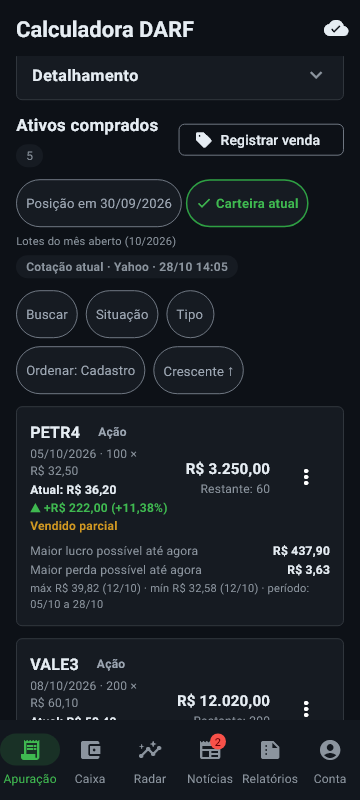 Calculadora DARF
Detalhamento
Ativos comprados
5
Registrar venda
Posição em 30/09/2026
Carteira atual
Lotes do mês aberto (10/2026)
Cotação atual · Yahoo · 28/10 14:05
Buscar
Situação
Tipo
Ordenar: Cadastro
Crescente ↑
PETR4 Ação
05/10/2026 · 100 ×
R$ 32,50
Atual: R$ 36,20
▲ +R$ 222,00 (+11,38%)
Vendido parcial
R$ 3.250,00
Restante: 60
Maior lucro possível até agora R$ 437,90
Maior perda possível até agora R$ 3,63
máx R$ 39,82 (12/10) · mín R$ 32,58 (12/10) · período:
05/10 a 28/10
VALE3 Ação
08/10/2026 · 200 ×
R$ 60,10
R$ 12.020,00
Restante: 200
2
Apuração
Caixa
Radar
Notícias
Relatórios
Conta